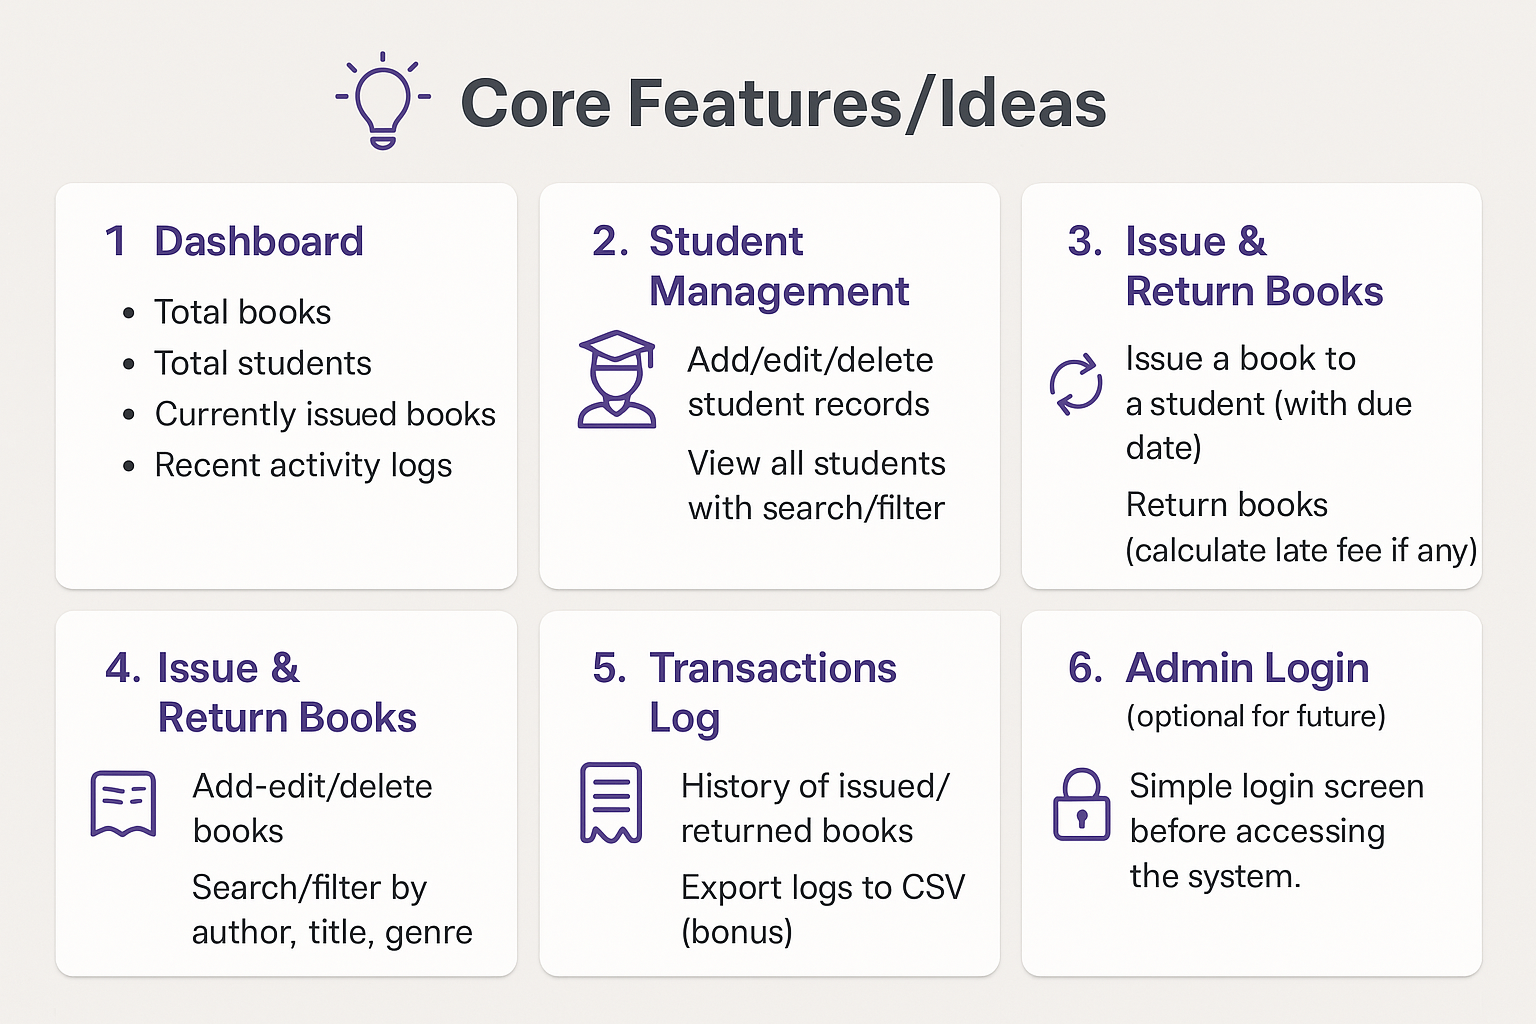 Core Features/Ideas
1 Dashboard
• Total books
• Total students
• Currently issued books
• Recent activity logs
2. Student
Management
Add/edit/delete
student records
View all students
with search/filter
3. Issue &
Return Books
Issue a book to
a student (with due
date)
Return books
(calculate late fee if any)
4. Issue &
Return Books
Add-edit/delete
books
Search/filter by
author, title, genre
5. Transactions
Log
History of issued/
returned books
Export logs to CSV
(bonus)
6. Admin Login
(optional for future)
Simple login screen
before accessing
the system.